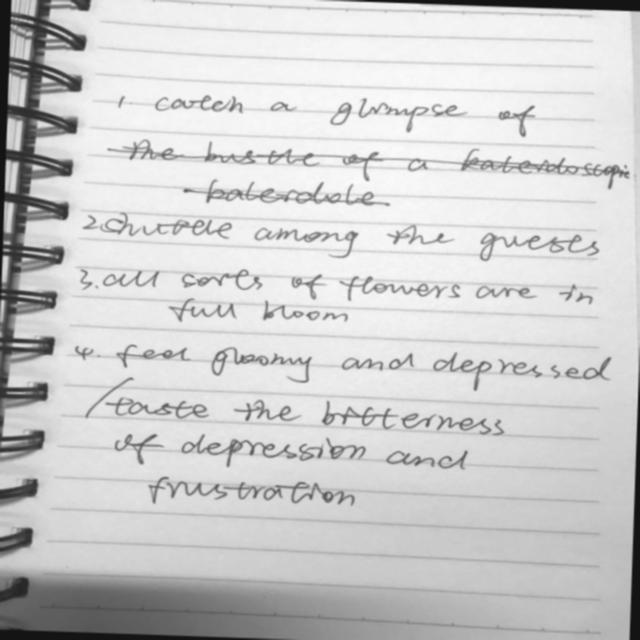 1. catch a glimpse of
the bustle of a kaleidoscopic
2. Shuttle among the guests
3. all sorts of flowers are in
full bloom
4. feel gloomy and depressed
/taste the bitterness
of depression and
frustration